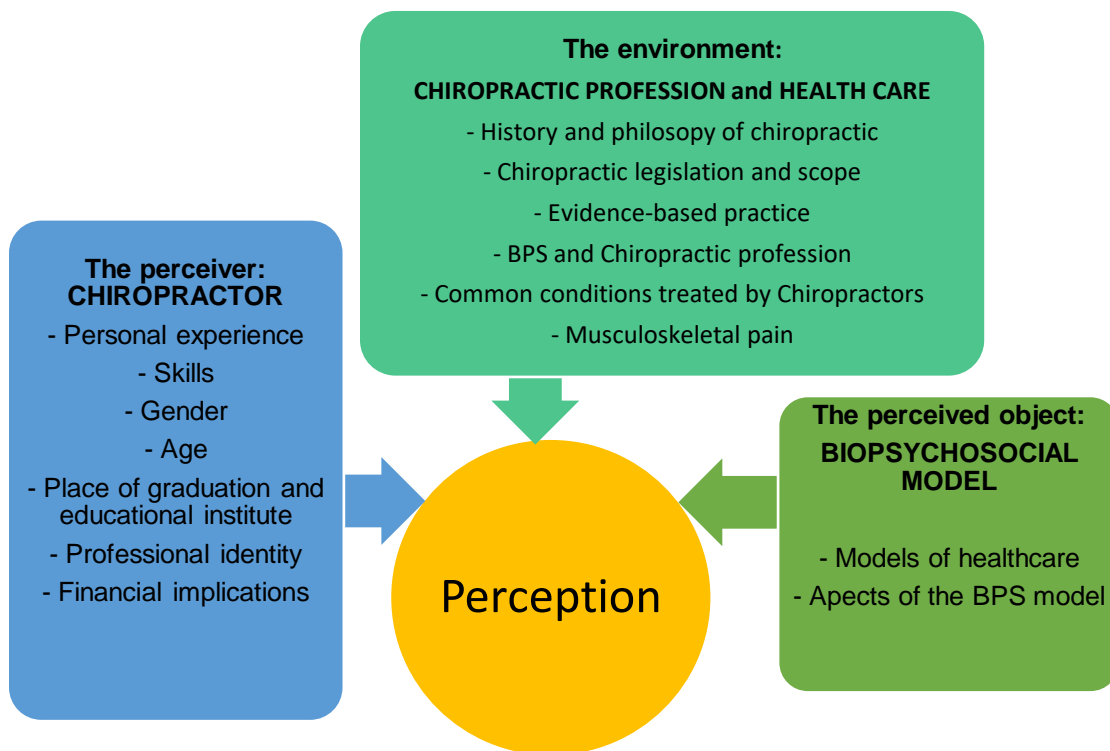 The environment:
CHIROPRACTIC PROFESSION and HEALTH CARE
- History and philosopy of chiropractic
- Chiropractic legislation and scope
- Evidence-based practice
- BPS and Chiropractic profession
- Common conditions treated by Chiropractors
- Musculoskeletal pain
The perceiver:
CHIROPRACTOR
- Personal experience
- Skills
- Gender
- Age
- Place of graduation and
educational institute
- Professional identity
- Financial implications
The perceived object:
BIOPSYCHOSOCIAL
MODEL
- Models of healthcare
- Apects of the BPS model
Perception